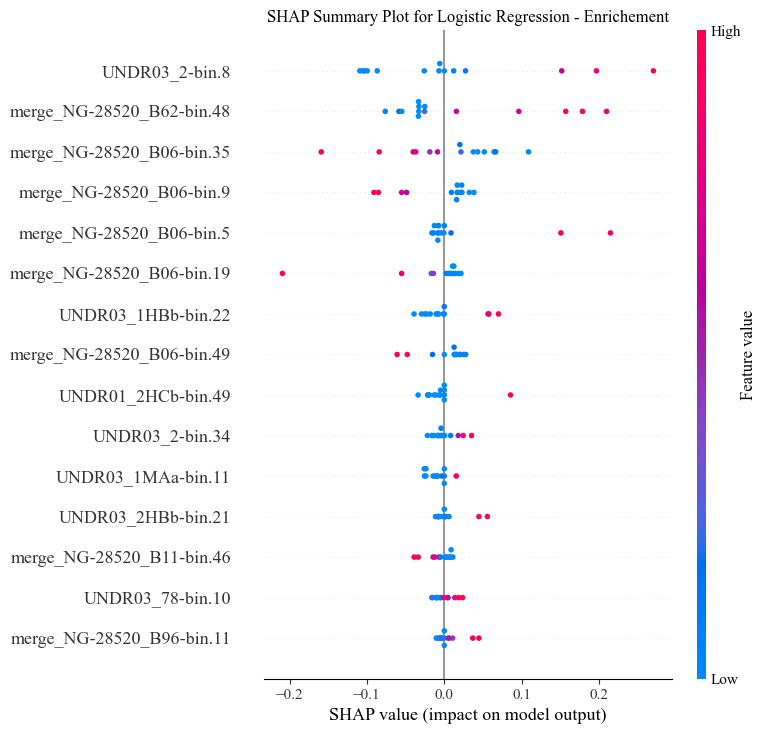 SHAP Summary Plot for Logistic Regression - Enrichement
High
UNDR03_2-bin.8
merge_NG-28520_B62-bin.48
merge_NG-28520_B06-bin.35
merge_NG-28520_B06-bin.9
merge_NG-28520_B06-bin.5
merge_NG-28520_B06-bin.19
UNDR03_1HBb-bin.22
merge_NG-28520_B06-bin.49
UNDR01_2HCb-bin.49
UNDR03_2-bin.34
UNDR03_1MAa-bin.11
UNDR03_2HBb-bin.21
merge_NG-28520_B11-bin.46
UNDR03_78-bin.10
merge_NG-28520_B96-bin.11
Feature value
Low
−0.2 −0.1 0.0 0.1 0.2
SHAP value (impact on model output)